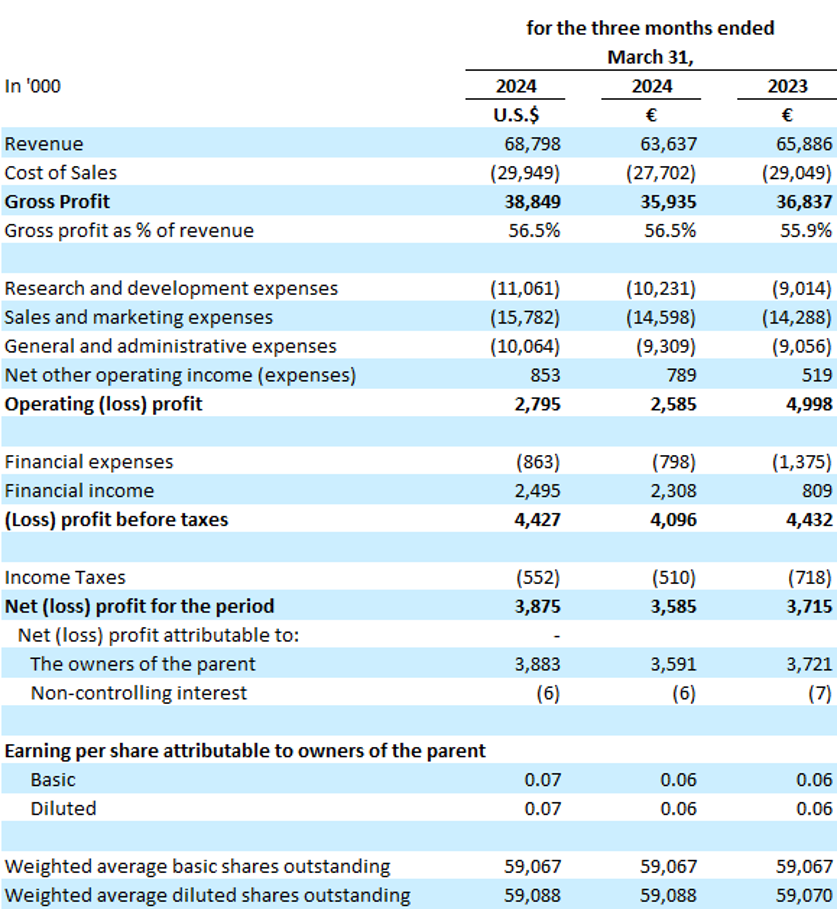 for the three months ended
March 31,
In '000 2024 2024 2023
U.S.$ € €
Revenue 68,798 63,637 65,886
Cost of Sales (29,949) (27,702) (29,049)
Gross Profit 38,849 35,935 36,837
Gross profit as % of revenue 56.5% 56.5% 55.9%
Research and development expenses (11,061) (10,231) (9,014)
Sales and marketing expenses (15,782) (14,598) (14,288)
General and administrative expenses (10,064) (9,309) (9,056)
Net other operating income (expenses) 853 789 519
Operating (loss) profit 2,795 2,585 4,998
Financial expenses (863) (798) (1,375)
Financial income 2,495 2,308 809
(Loss) profit before taxes 4,427 4,096 4,432
Income Taxes (552) (510) (718)
Net (loss) profit for the period 3,875 3,585 3,715
Net (loss) profit attributable to: -
The owners of the parent 3,883 3,591 3,721
Non-controlling interest (6) (6) (7)
Earning per share attributable to owners of the parent
Basic 0.07 0.06 0.06
Diluted 0.07 0.06 0.06
Weighted average basic shares outstanding 59,067 59,067 59,067
Weighted average diluted shares outstanding 59,088 59,088 59,070